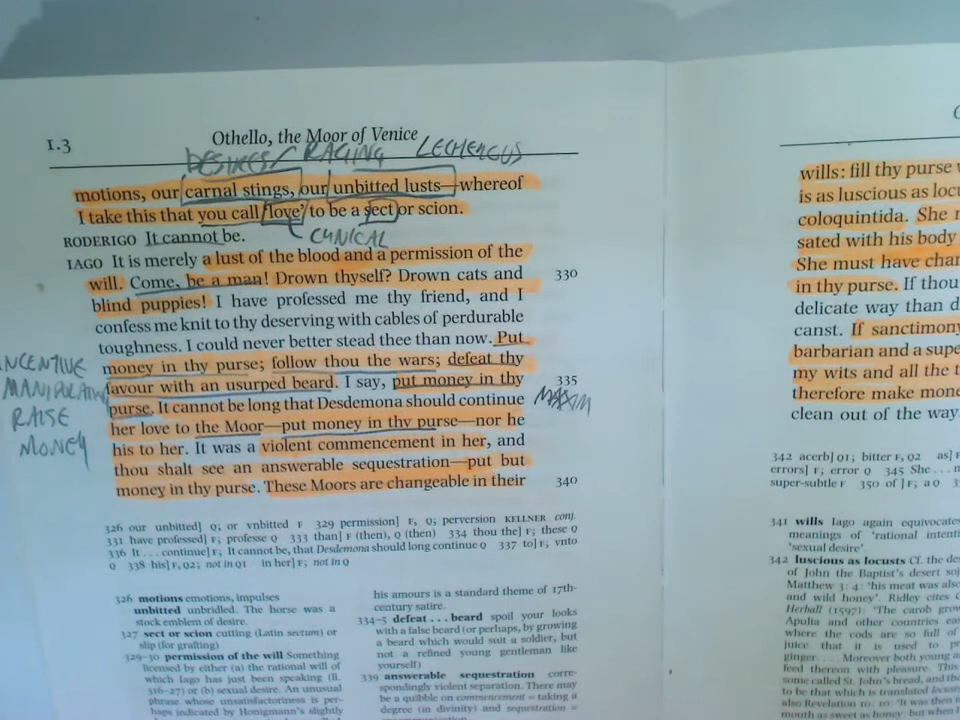 1.3 Othello, the Moor of Venice
DESIRES/ RAGING LECHEROUS
motions, our carnal stings, our unbitted lusts—whereof
I take this that you call 'love' to be a sect or scion.
CYNICAL
RODERIGO It cannot be.
IAGO It is merely a lust of the blood and a permission of the
will. Come, be a man! Drown thyself? Drown cats and 330
blind puppies! I have professed me thy friend, and I
confess me knit to thy deserving with cables of perdurable
toughness. I could never better stead thee than now. Put
money in thy purse; follow thou the wars; defeat thy
favour with an usurped beard. I say, put money in thy 335
purse. It cannot be long that Desdemona should continue
her love to the Moor—put money in thy purse—nor he
his to her. It was a violent commencement in her, and
thou shalt see an answerable sequestration—put but
money in thy purse. These Moors are changeable in their 340
INCENTIVE
RAISE
MONEY
MAXIM
326 our unbitted] Q; or vnbitted F 329 permission] F, Q; perversion KELLNER conj.
331 have professed] F; professe Q 333 than] F (then), Q (then) 334 thou the] F; these Q
336 It . . . continue] F; It cannot be, that Desdemona should long continue Q 337 to] F; vnto
Q 338 his] F, Q2; not in Q1 in her] F; not in Q
326 motions emotions, impulses
unbitted unbridled. The horse was a
stock emblem of desire.
327 sect or scion cutting (Latin sectum) or
slip (for grafting)
329–30 permission of the will Something
licensed by either (a) the rational will of
which Iago has just been speaking (ll.
316–27) or (b) sexual desire. An unusual
phrase whose unsatisfactoriness is per-
haps indicated by Honigmann's slightly
his amours is a standard theme of 17th-
century satire.
334–5 defeat . . . beard spoil your looks
with a false beard (or perhaps, by growing
a beard which would suit a soldier, but
not a refined young gentleman like
yourself)
339 answerable sequestration corre-
spondingly violent separation. There may
be a quibble on commencement = taking a
degree (in divinity) and sequestration =
wills: fill thy purse
is as luscious as
coloquintida. She
sated with his body
She must have
in thy purse. If
delicate way than
canst. If
barbarian and a
my wits and all the
therefore make
clean out of the way
342 acerb] Q1; bitter F, Q2 as]
errors] F; error Q 345 She . . .
super-subtle F 350 of] F; a Q
341 wills Iago again equivocates
meanings of 'rational
'sexual desire'.
342 luscious as locusts Cf. the
of John the Baptist's desert
Matthew 3: 4: 'his meat was
and wild honey'. Ridley cites
Herball (1597): 'The carob
Apulia and other countries
where the cods are so full of
juice that it is used to
ginger. . . . Moreover both young
feed thereon with pleasure. This
some called St. John's bread, and
to be that which is translated
also Revelation 10: 10: 'It was
mouth as sweet as honey: but when